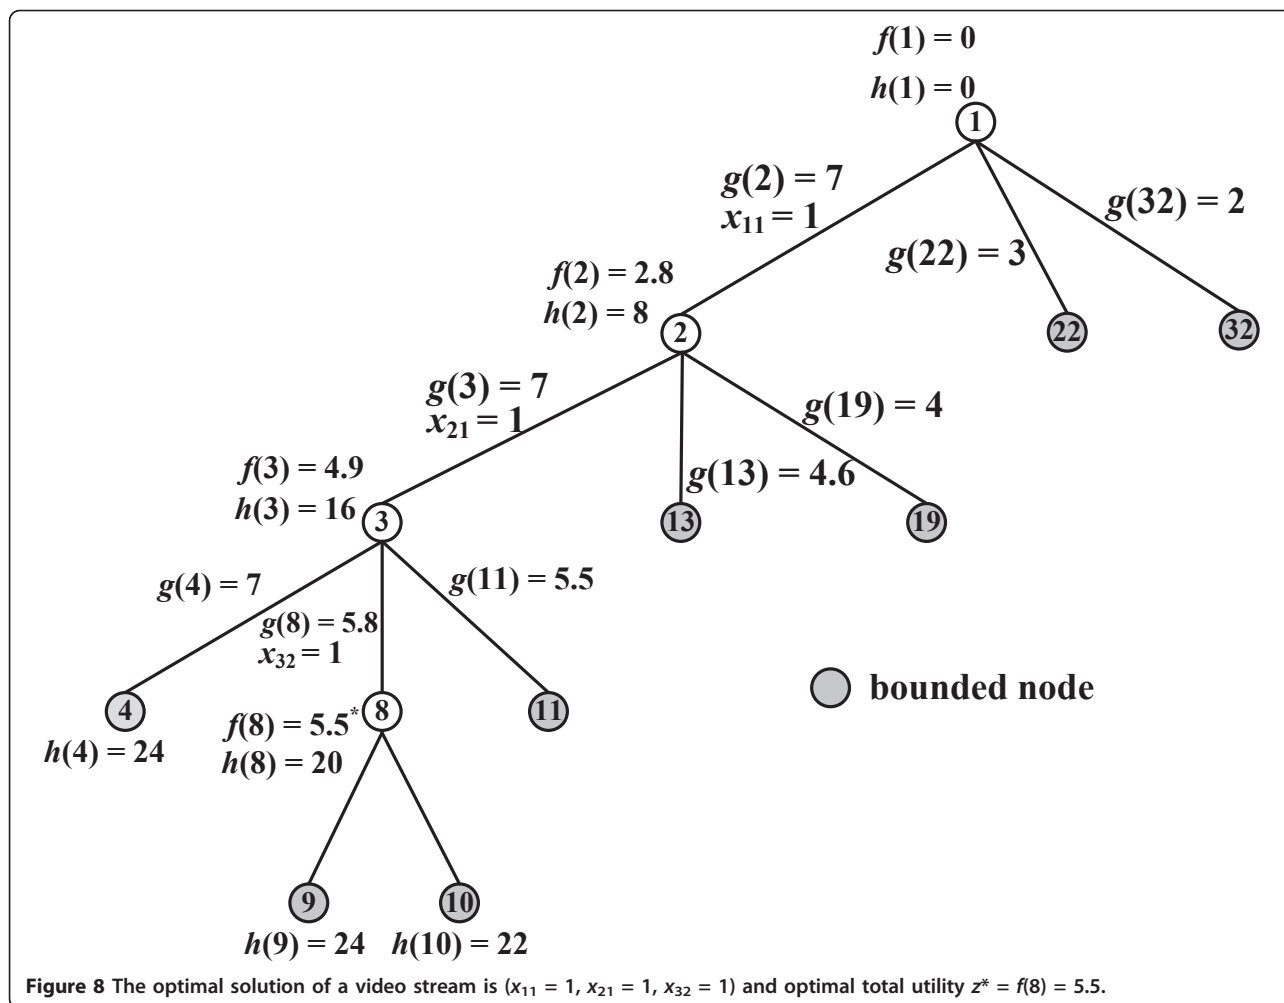 f(1) = 0
h(1) = 0
1
g(2) = 7
x11 = 1
g(22) = 3
g(32) = 2
f(2) = 2.8
h(2) = 8
2
22
32
g(3) = 7
x21 = 1
g(13) = 4.6
g(19) = 4
f(3) = 4.9
h(3) = 16
3
13
19
g(4) = 7
g(8) = 5.8
x32 = 1
g(11) = 5.5
4
h(4) = 24
f(8) = 5.5*
h(8) = 20
8
11
bounded node
9
10
h(9) = 24
h(10) = 22
Figure 8 The optimal solution of a video stream is (x11 = 1, x21 = 1, x32 = 1) and optimal total utility z* = f(8) = 5.5.